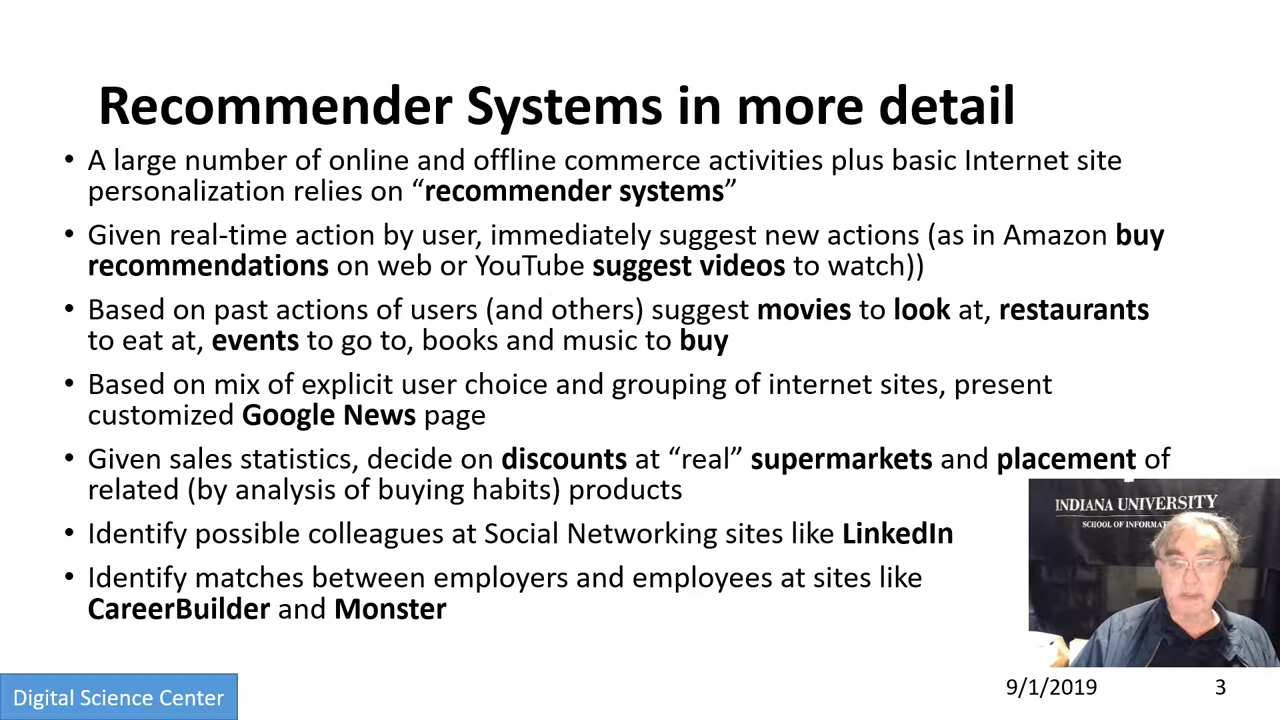 Recommender Systems in more detail
• A large number of online and offline commerce activities plus basic Internet site
personalization relies on “recommender systems”
• Given real-time action by user, immediately suggest new actions (as in Amazon buy
recommendations on web or YouTube suggest videos to watch))
• Based on past actions of users (and others) suggest movies to look at, restaurants
to eat at, events to go to, books and music to buy
• Based on mix of explicit user choice and grouping of internet sites, present
customized Google News page
• Given sales statistics, decide on discounts at “real” supermarkets and placement of
related (by analysis of buying habits) products
• Identify possible colleagues at Social Networking sites like LinkedIn
• Identify matches between employers and employees at sites like
CareerBuilder and Monster
INDIANA UNIVERSITY
SCHOOL OF
Digital Science Center
9/1/2019
3